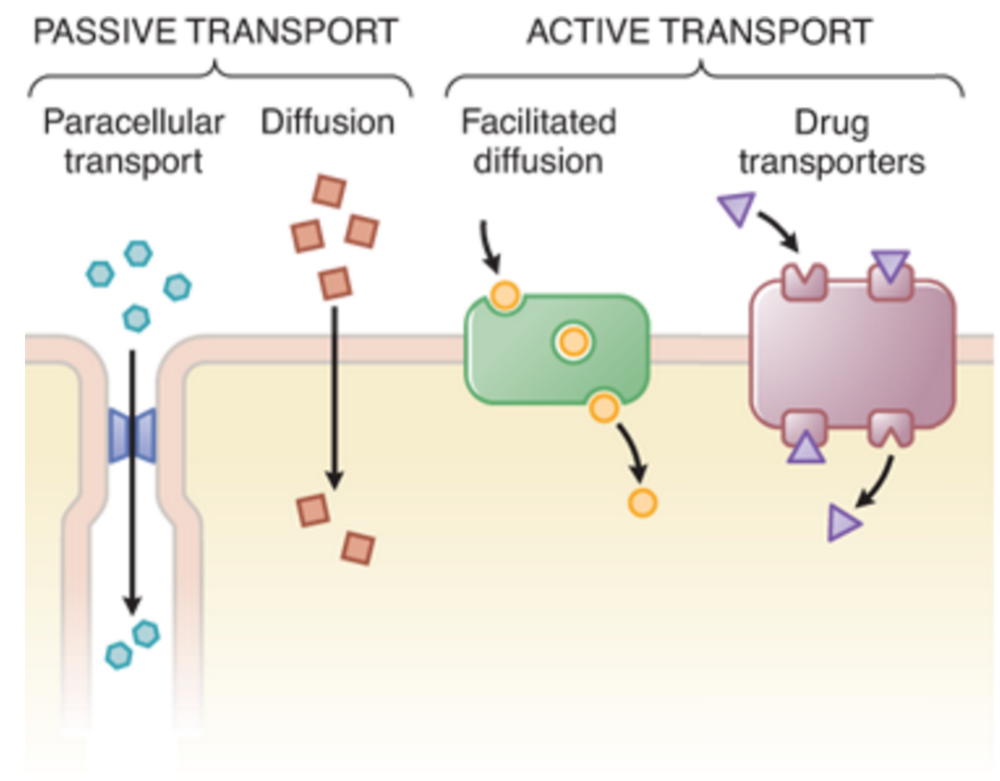 PASSIVE TRANSPORT
ACTIVE TRANSPORT
Paracellular
transport
Diffusion
Facilitated
diffusion
Drug
transporters